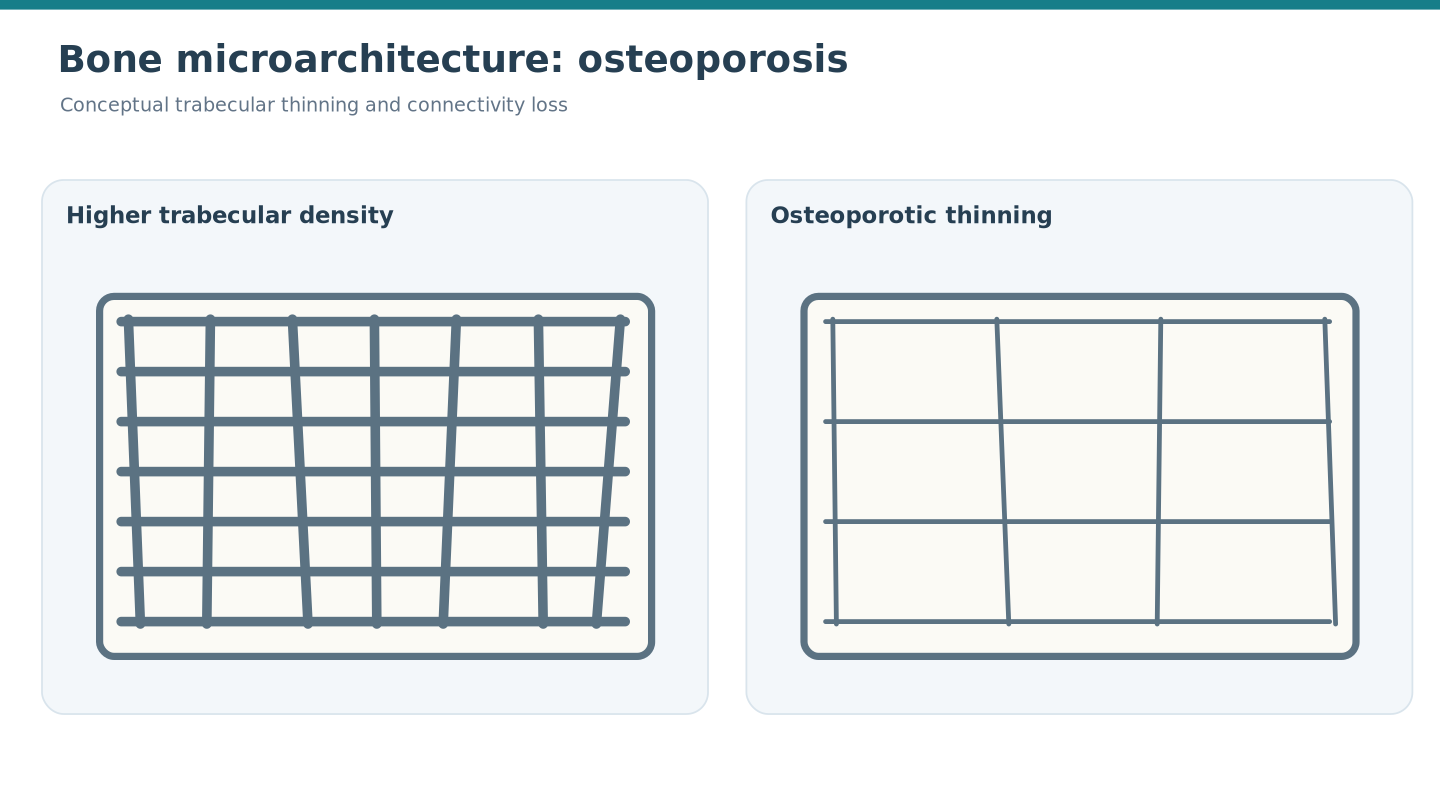 Bone microarchitecture: osteoporosis
Conceptual trabecular thinning and connectivity loss
Higher trabecular density
Osteoporotic thinning